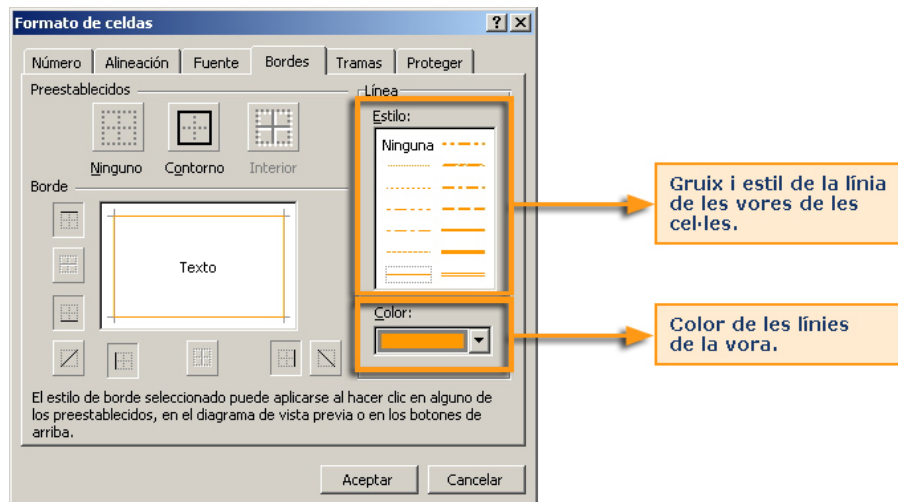 Formato de celdas
Número Alineación Fuente Bordes Tramas Proteger
Preestablecidos
Ninguno Contorno Interior
Borde
Texto
Línea
Estilo:
Ninguna
Color:
El estilo de borde seleccionado puede aplicarse al hacer clic en alguno de
los preestablecidos, en el diagrama de vista previa o en los botones de
arriba.
Aceptar Cancelar
Gruix i estil de la línia
de les vores de les
cel·les.
Color de les línies
de la vora.